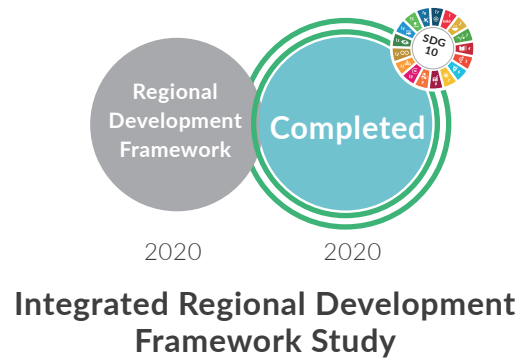 SDG
10
Regional
Development
Framework
Completed
2020
2020
Integrated Regional Development
Framework Study